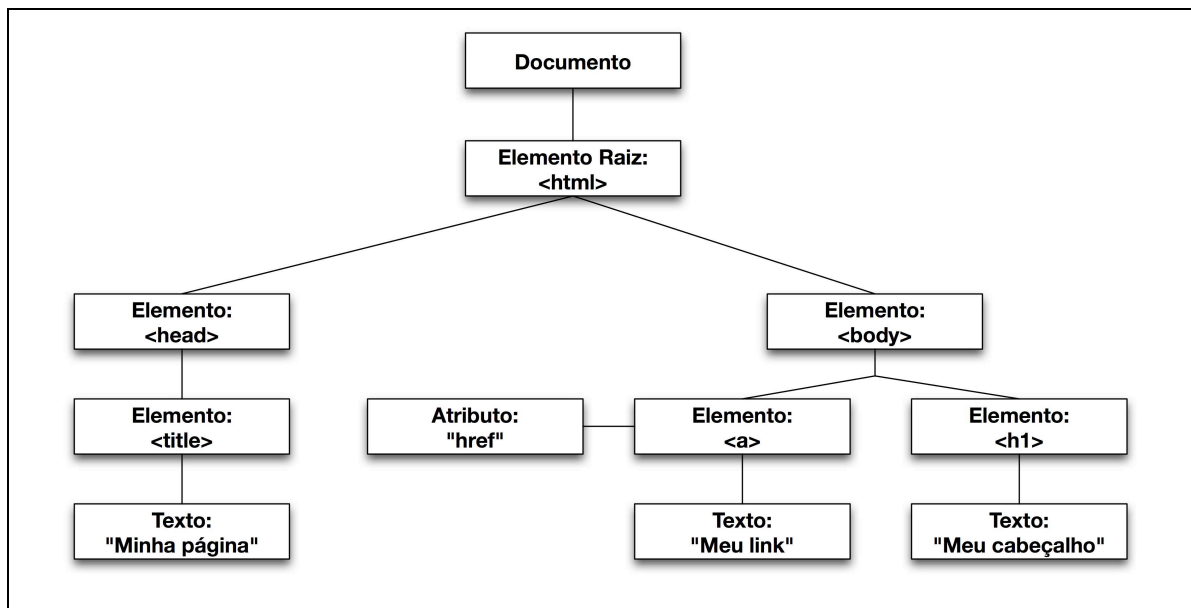 Documento
Elemento Raiz:
<html>
Elemento:
<head>
Elemento:
<body>
Elemento:
<title>
Atributo:
"href"
Elemento:
<a>
Elemento:
<h1>
Texto:
"Minha página"
Texto:
"Meu link"
Texto:
"Meu cabeçalho"